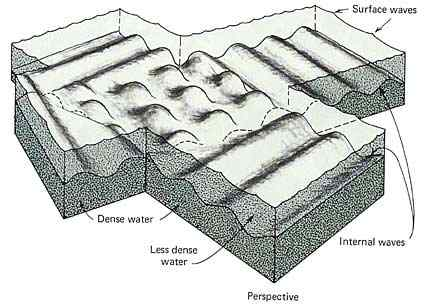 Surface waves
Dense water
Less dense
water
Internal waves
Perspective